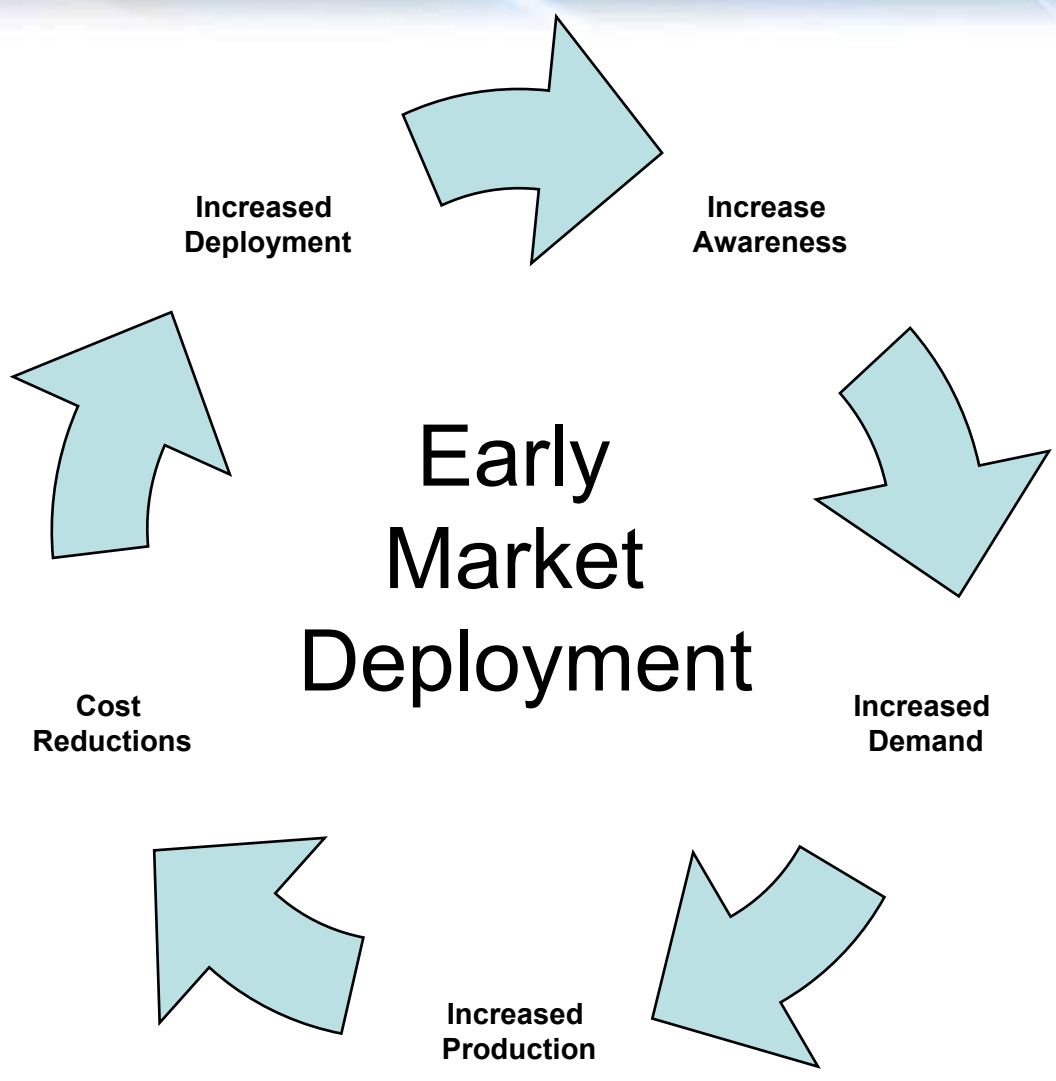 Increased
Deployment
Increase
Awareness
Early
Market
Deployment
Cost
Reductions
Increased
Demand
Increased
Production